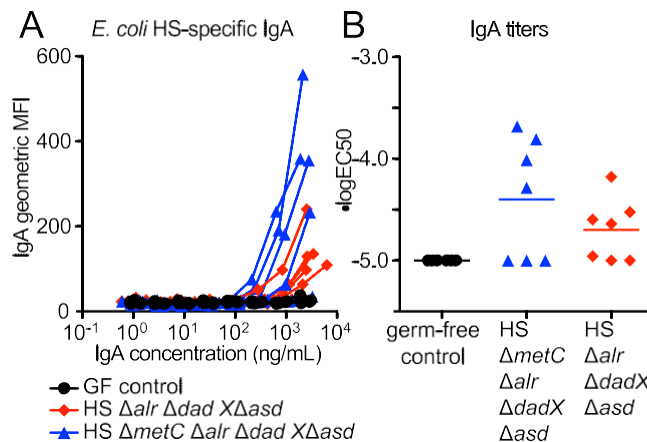 A
E. coli HS-specific IgA
IgA geometric MFI
600
400
200
0
10-1
10⁰
10¹
10²
10³
10⁴
IgA concentration (ng/mL)
GF control
HS Δalr Δdad XΔasd
HS ΔmetC Δalr Δdad XΔasd
B
IgA titers
-logEC50
-3.0
-4.0
-5.0
germ-free
control
HS
ΔmetC
Δalr
ΔdadX
Δasd
HS
Δalr
ΔdadX
Δasd